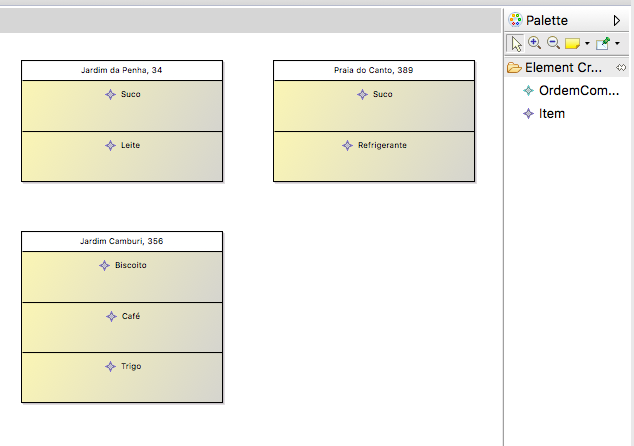 Jardim da Penha, 34
Suco
Leite
Praia do Canto, 389
Suco
Refrigerante
Jardim Camburi, 356
Biscoito
Café
Trigo
Palette
Element Cr...
OrdemCom...
Item